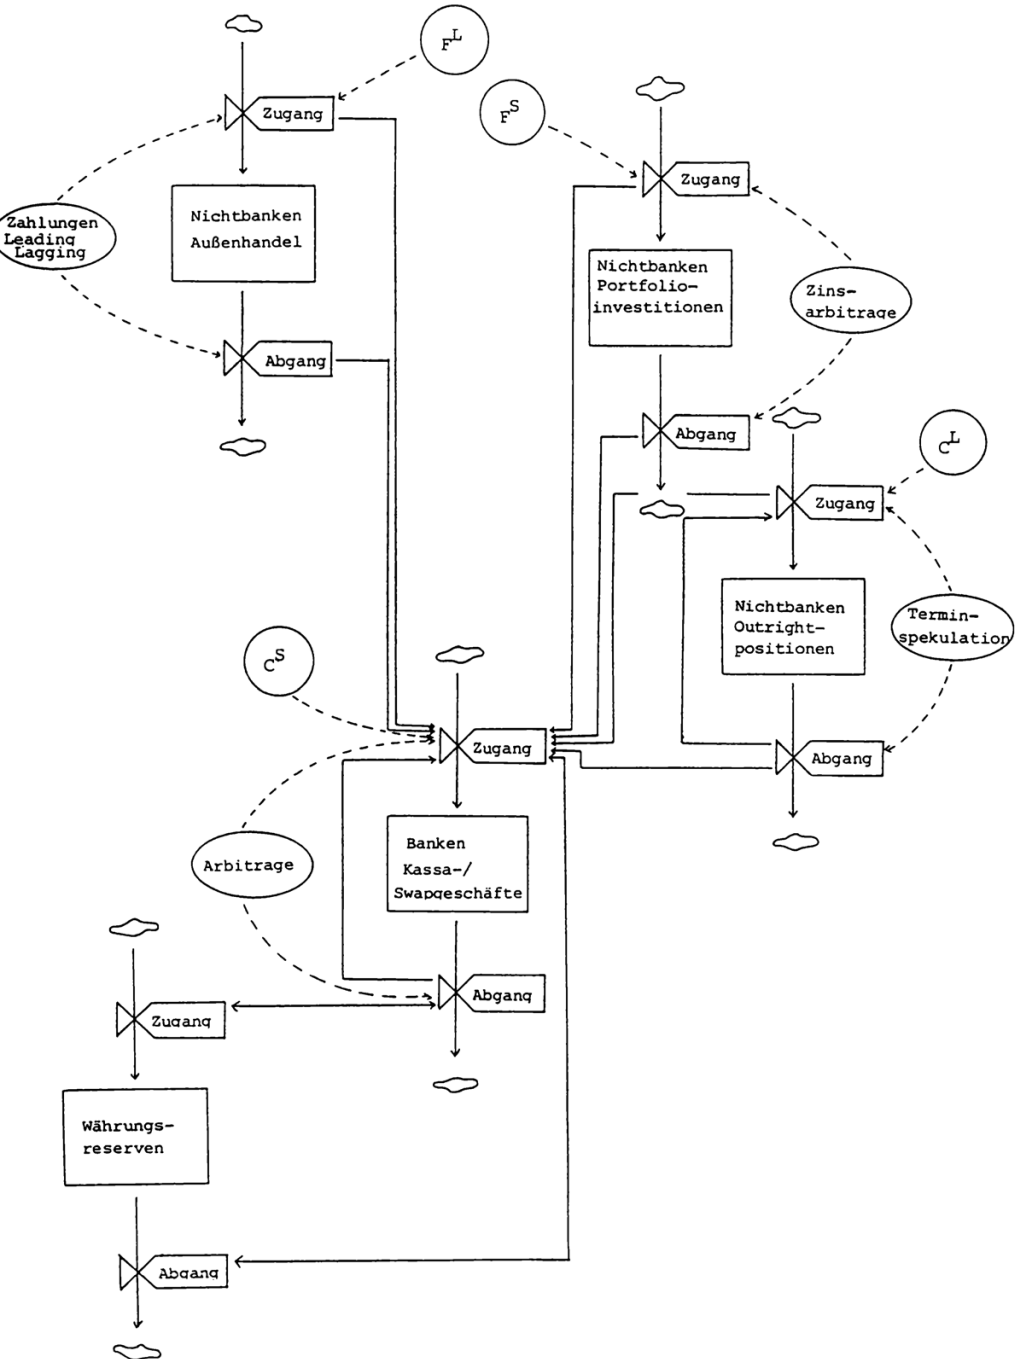 F^L
Zugang
F^S
Zugang
Nichtbanken
Außenhandel
Zahlungen
Leading
Lagging
Nichtbanken
Portfolio-
investitionen
Zins-
arbitrage
Abgang
Abgang
C^L
Zugang
Nichtbanken
Outright-
positionen
Termin-
spekulation
C^S
Zugang
Abgang
Banken
Kassa-/
Swapgeschäfte
Arbitrage
Abgang
Zugang
Währungs-
reserven
Abgang